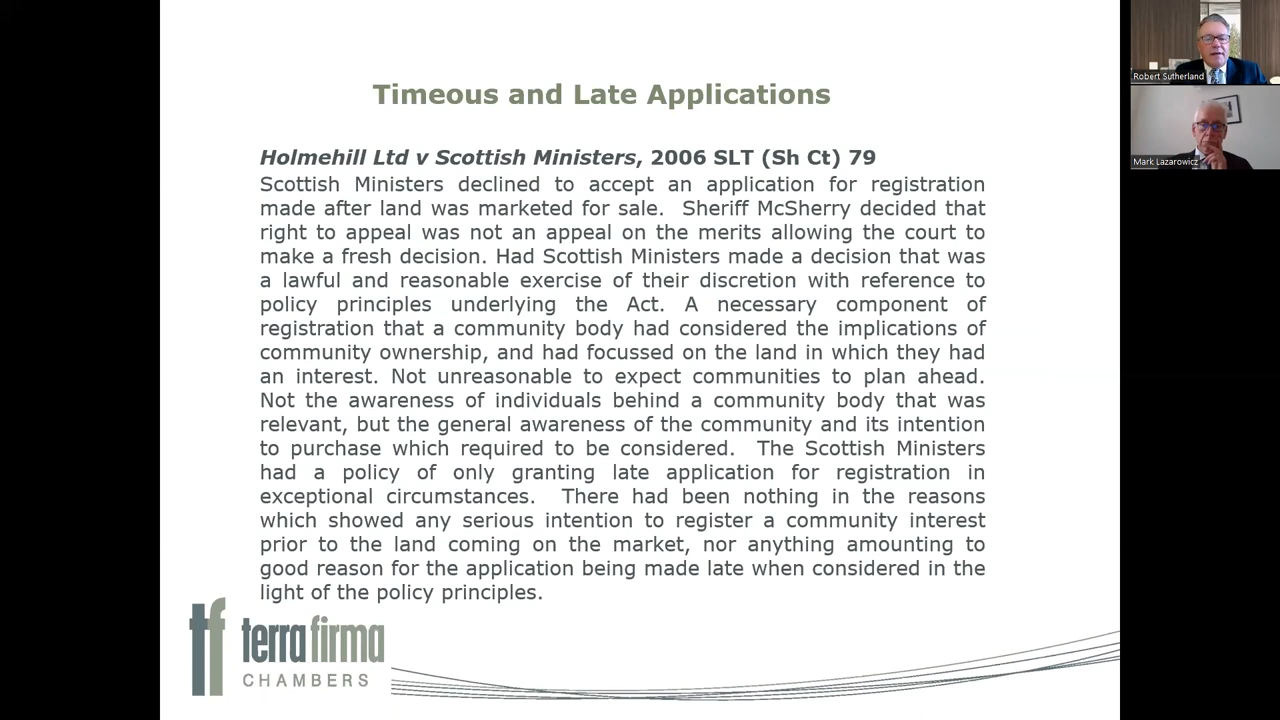 Timeous and Late Applications
Holmehill Ltd v Scottish Ministers, 2006 SLT (Sh Ct) 79
Scottish Ministers declined to accept an application for registration
made after land was marketed for sale.  Sheriff McSherry decided that
right to appeal was not an appeal on the merits allowing the court to
make a fresh decision. Had Scottish Ministers made a decision that was
a lawful and reasonable exercise of their discretion with reference to
policy principles underlying the Act. A necessary component of
registration that a community body had considered the implications of
community ownership, and had focussed on the land in which they had
an interest. Not unreasonable to expect communities to plan ahead.
Not the awareness of individuals behind a community body that was
relevant, but the general awareness of the community and its intention
to purchase which required to be considered.  The Scottish Ministers
had a policy of only granting late application for registration in
exceptional circumstances.  There had been nothing in the reasons
which showed any serious intention to register a community interest
prior to the land coming on the market, nor anything amounting to
good reason for the application being made late when considered in the
light of the policy principles.
tf terra firma
CHAMBERS
Robert Sutherland
Mark Lazarowicz